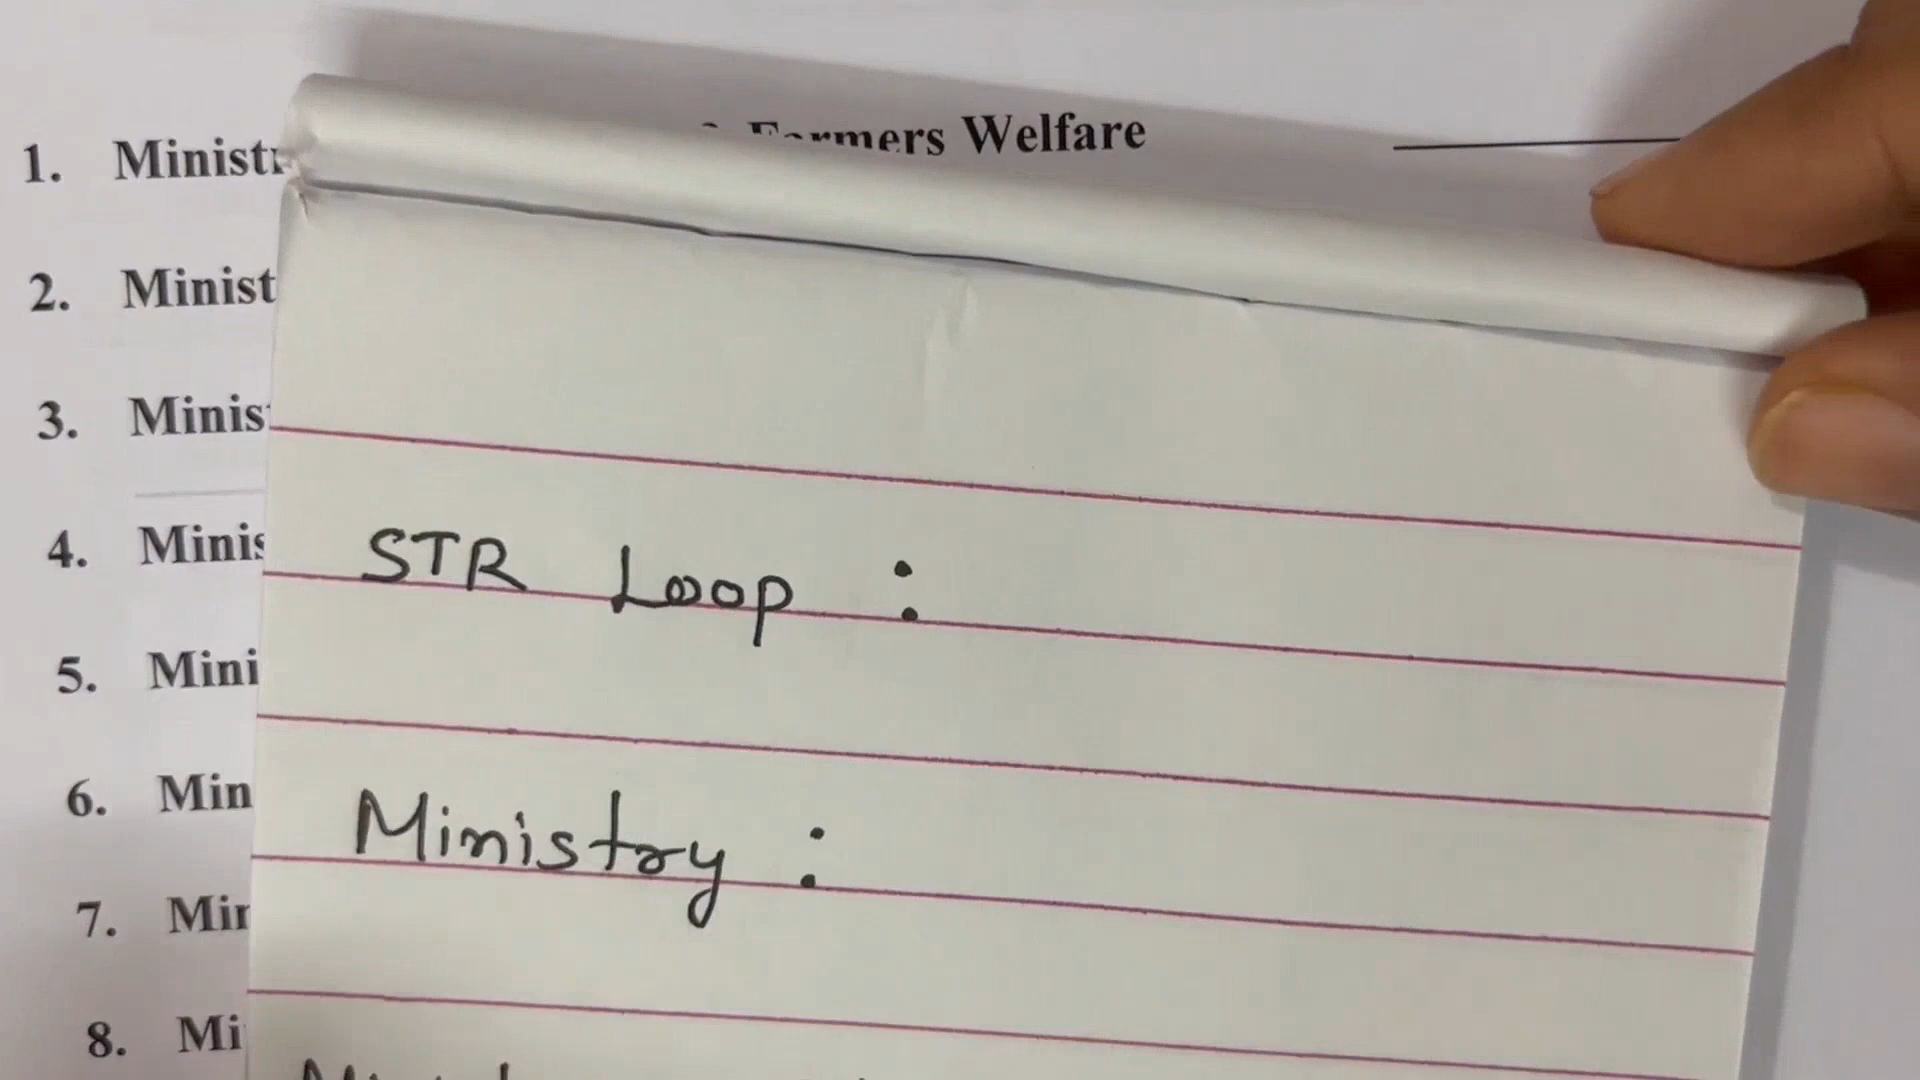 1. Minist
Farmers Welfare
2. Minist
3. Minis
4. Minis
5. Mini
6. Min
7. Min
8. Mi
STR Loop :
Ministry :